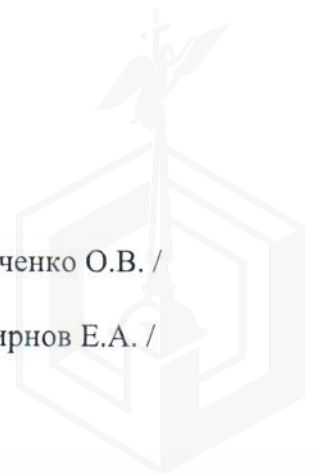 ченко О.В. /
ирнов Е.А. /